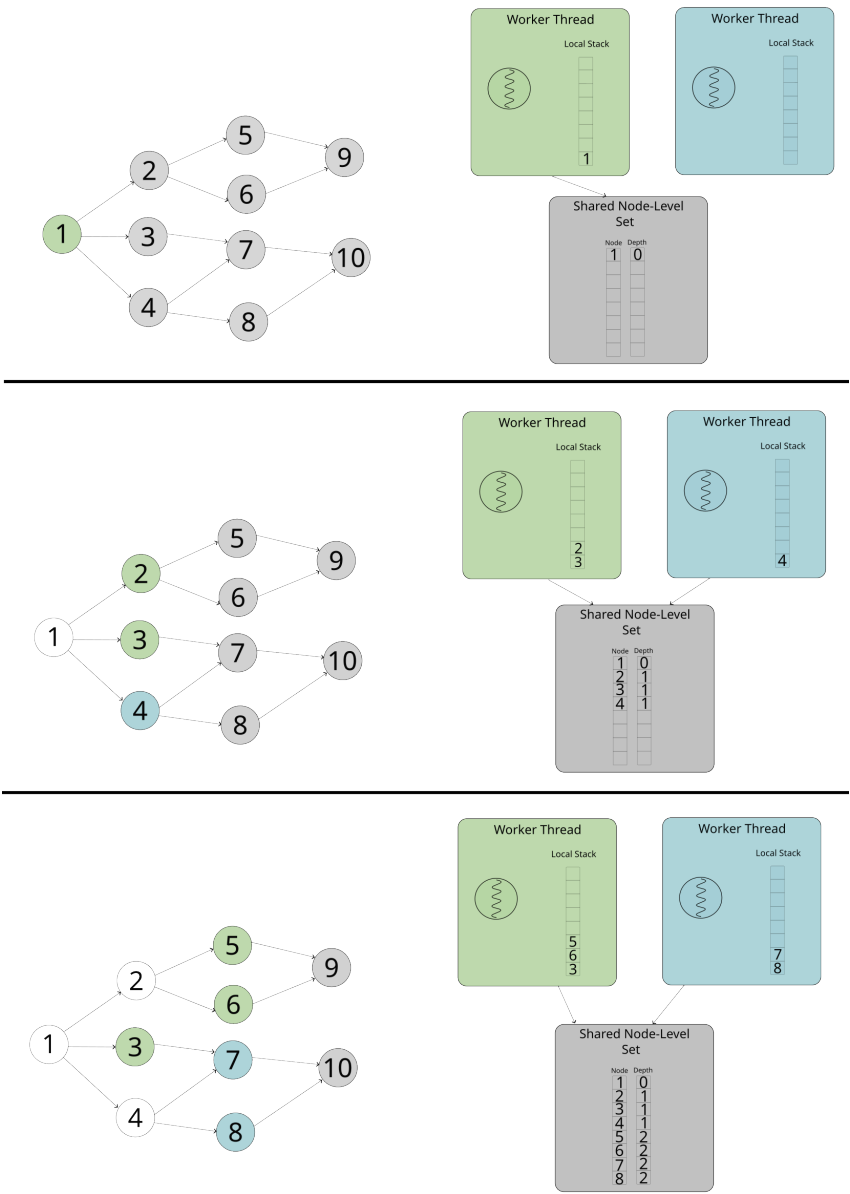 Worker Thread
Local Stack
1
Worker Thread
Local Stack
5
2
9
6
1
3
7
10
4
8
Shared Node-Level
Set
Node Depth
1 0
Worker Thread
Local Stack
2
3
Worker Thread
Local Stack
4
5
2
9
6
1
3
7
10
4
8
Shared Node-Level
Set
Node Depth
1 0
2 1
3 1
4 1
Worker Thread
Local Stack
5
6
3
Worker Thread
Local Stack
7
8
5
2
9
6
1
3
7
10
4
8
Shared Node-Level
Set
Node Depth
1 0
2 1
3 1
4 1
5 2
6 2
7 2
8 2